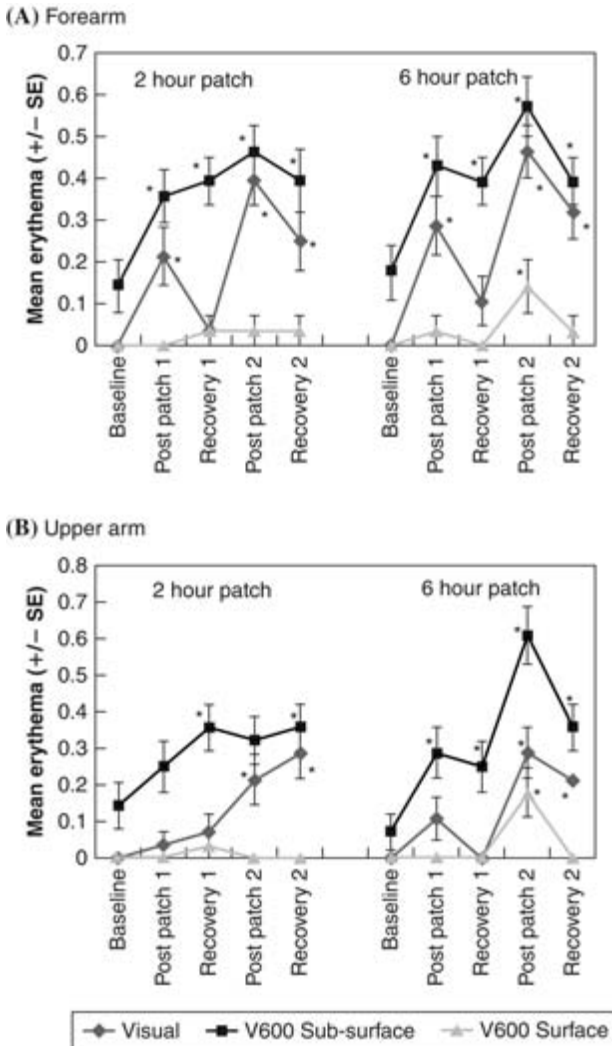 (A) Forearm
Mean erythema (+/− SE)
0.7
0.6
0.5
0.4
0.3
0.2
0.1
0
2 hour patch
6 hour patch
* * * * * * *
* * * * * * * *
Baseline
Post patch 1
Recovery 1
Post patch 2
Recovery 2
Baseline
Post patch 1
Recovery 1
Post patch 2
Recovery 2
(B) Upper arm
Mean erythema (+/− SE)
0.8
0.7
0.6
0.5
0.4
0.3
0.2
0.1
0
2 hour patch
6 hour patch
* * * *
* * * * * * *
Baseline
Post patch 1
Recovery 1
Post patch 2
Recovery 2
Baseline
Post patch 1
Recovery 1
Post patch 2
Recovery 2
Visual
V600 Sub-surface
V600 Surface